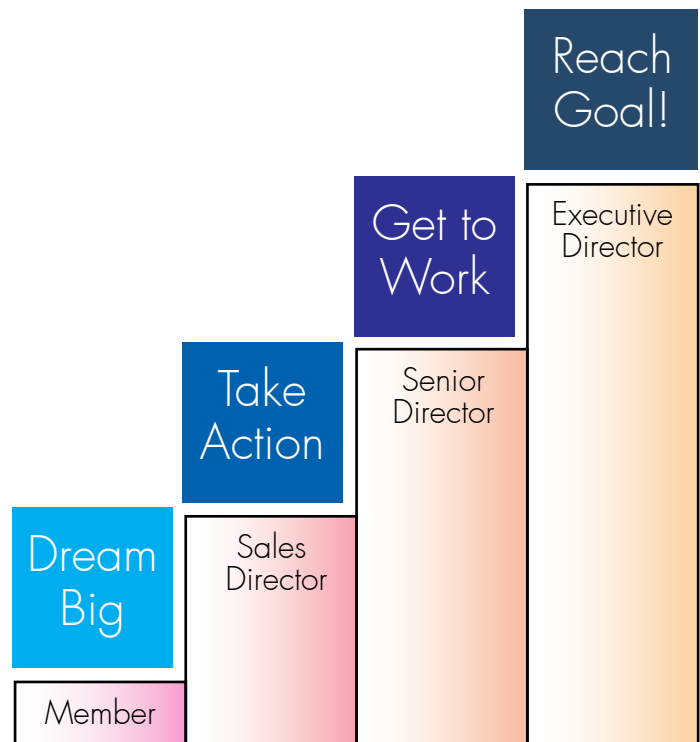 Reach
Goal!
Executive
Director
Get to
Work
Senior
Director
Take
Action
Sales
Director
Dream
Big
Member